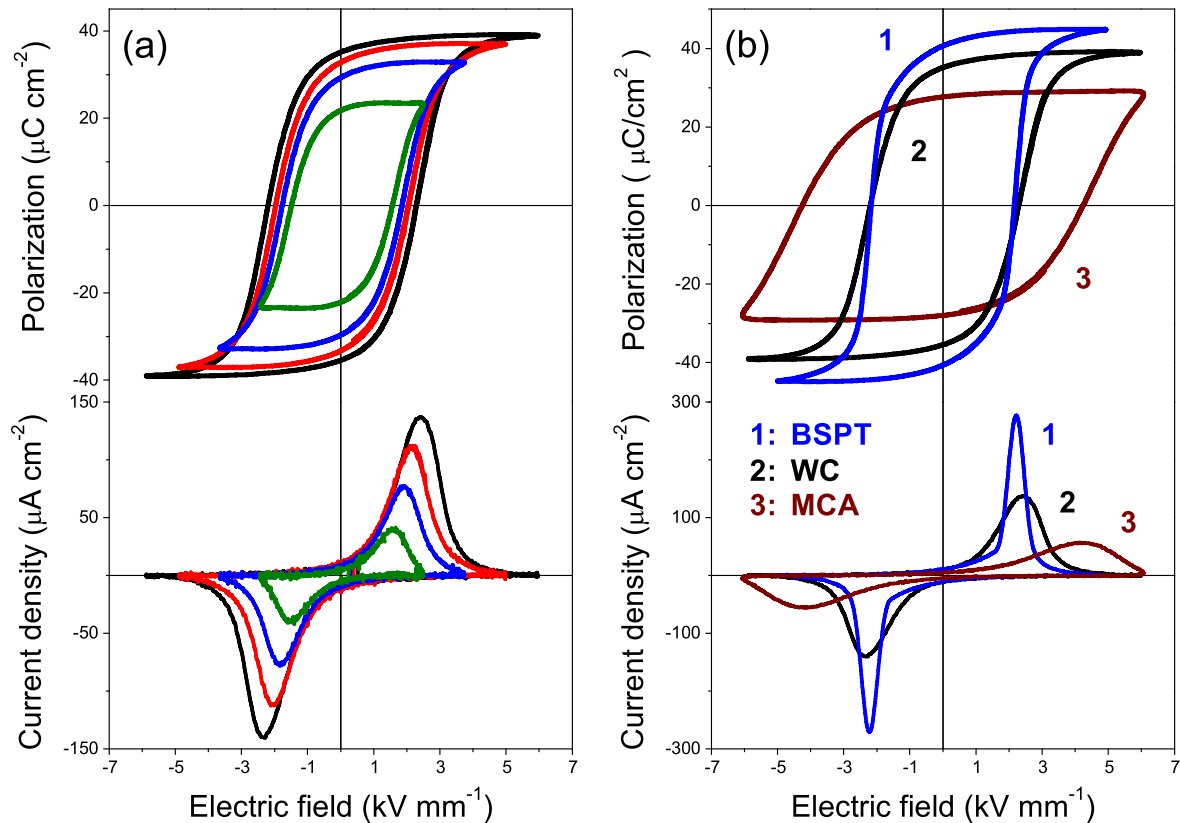 (a)
Polarization (μC cm⁻²)
40
20
0
-20
-40
Current density (μA cm⁻²)
150
50
-50
-150
-7 -5 -3 -1 1 3 5 7
Electric field (kV mm⁻¹)
(b)
Polarization ( μC/cm²)
40
20
0
-20
-40
1
2
3
Current density (μA cm⁻²)
300
100
-100
-300
1: BSPT
2: WC
3: MCA
1
2
3
-7 -5 -3 -1 1 3 5 7
Electric field (kV mm⁻¹)